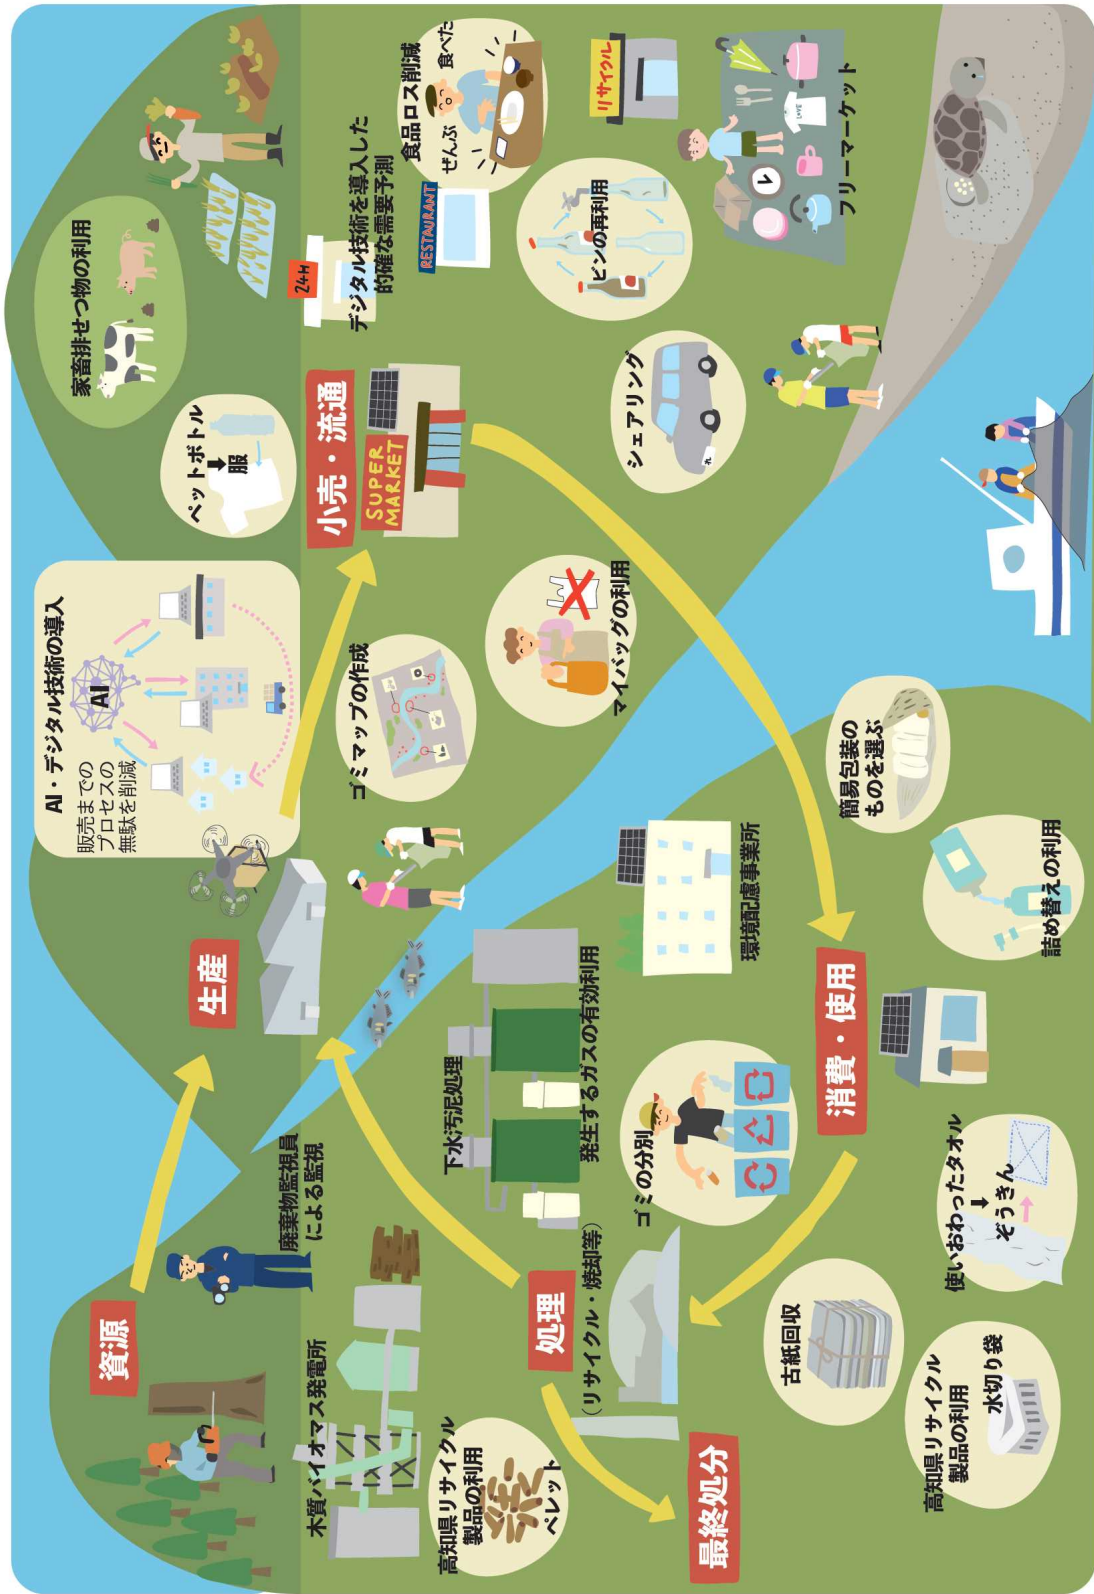 資源
生産
AI・デジタル技術の導入
販売までの
プロセスの
無駄を削減
AI
ペットボトル
服
家畜排せつ物の利用
廃棄物監視員
による監視
木質バイオマス発電所
高知県リサイクル
製品の利用
ペレット
下水汚泥処理
発生するガスの有効利用
ゴミマップの作成
小売・流通
SUPER
MARKET
24H
デジタル技術を導入した
的確な需要予測
RESTAURANT
食品ロス削減
ぜんぶ
食べた
処理
(リサイクル・焼却等)
最終処分
ゴミの分別
環境配慮事業所
マイバッグの利用
シェアリング
ビンの再利用
リサイクル
LOVE
フリーマーケット
古紙回収
高知県リサイクル
製品の利用
水切り袋
使いおわったタオル
ぞうきん
消費・使用
簡易包装の
ものを選ぶ
詰め替えの利用